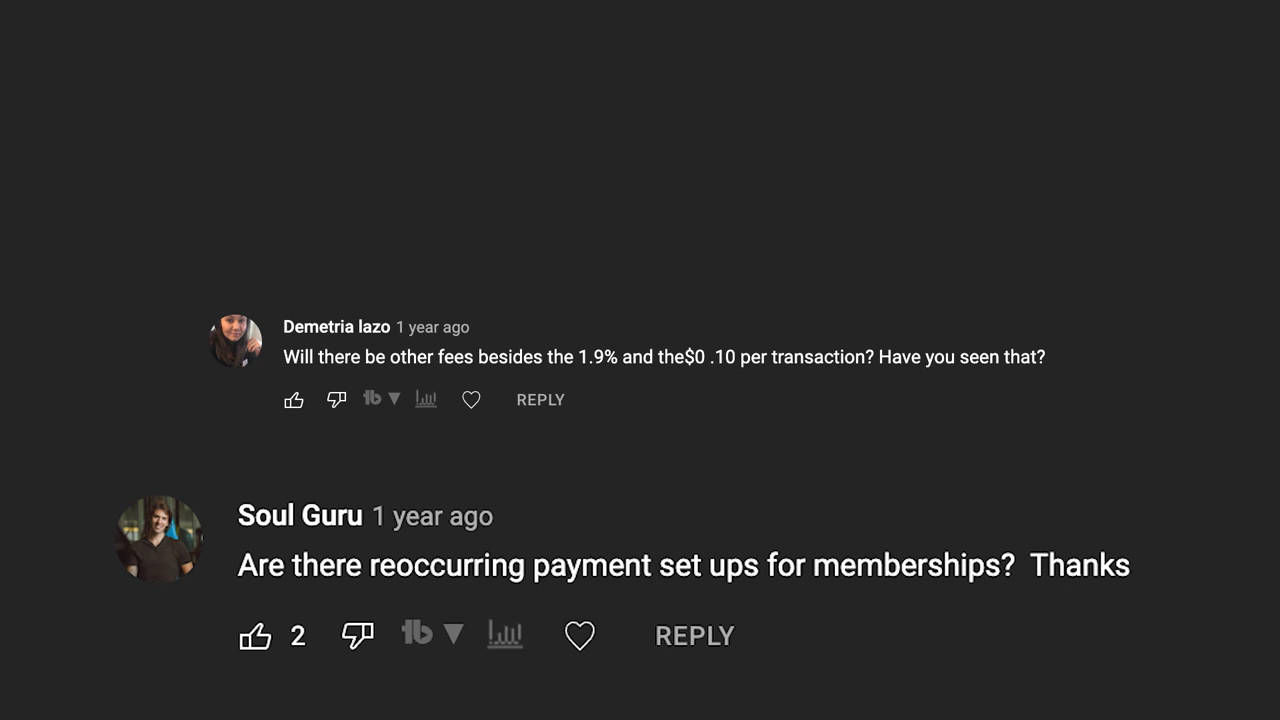 Demetria lazo 1 year ago
Will there be other fees besides the 1.9% and the$0 .10 per transaction? Have you seen that?
tb
REPLY
Soul Guru 1 year ago
Are there reoccurring payment set ups for memberships?  Thanks
2 tb
REPLY